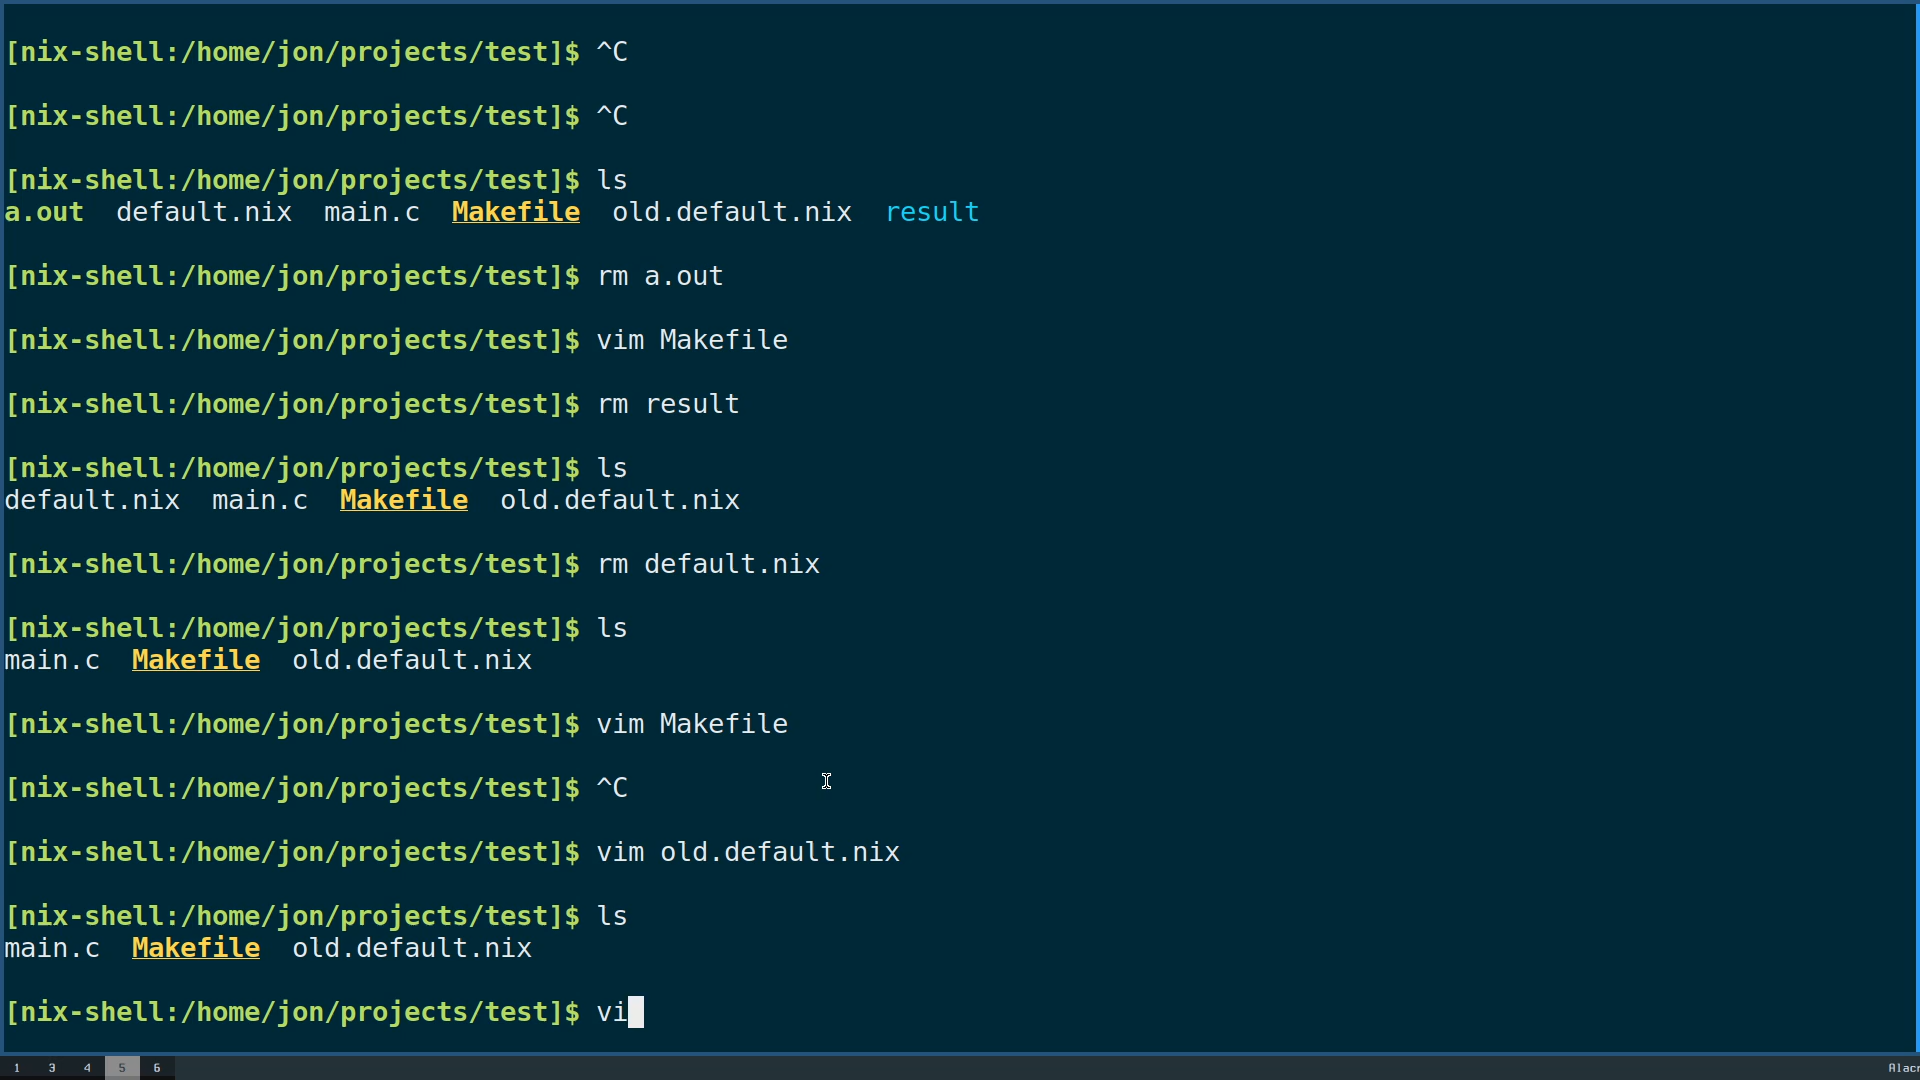 [nix-shell:/home/jon/projects/test]$ ^C
[nix-shell:/home/jon/projects/test]$ ^C
[nix-shell:/home/jon/projects/test]$ ls
a.out  default.nix  main.c  Makefile  old.default.nix  result
[nix-shell:/home/jon/projects/test]$ rm a.out
[nix-shell:/home/jon/projects/test]$ vim Makefile
[nix-shell:/home/jon/projects/test]$ rm result
[nix-shell:/home/jon/projects/test]$ ls
default.nix  main.c  Makefile  old.default.nix
[nix-shell:/home/jon/projects/test]$ rm default.nix
[nix-shell:/home/jon/projects/test]$ ls
main.c  Makefile  old.default.nix
[nix-shell:/home/jon/projects/test]$ vim Makefile
[nix-shell:/home/jon/projects/test]$ ^C
[nix-shell:/home/jon/projects/test]$ vim old.default.nix
[nix-shell:/home/jon/projects/test]$ ls
main.c  Makefile  old.default.nix
[nix-shell:/home/jon/projects/test]$ vi
1 3 4 5 6 Alacr